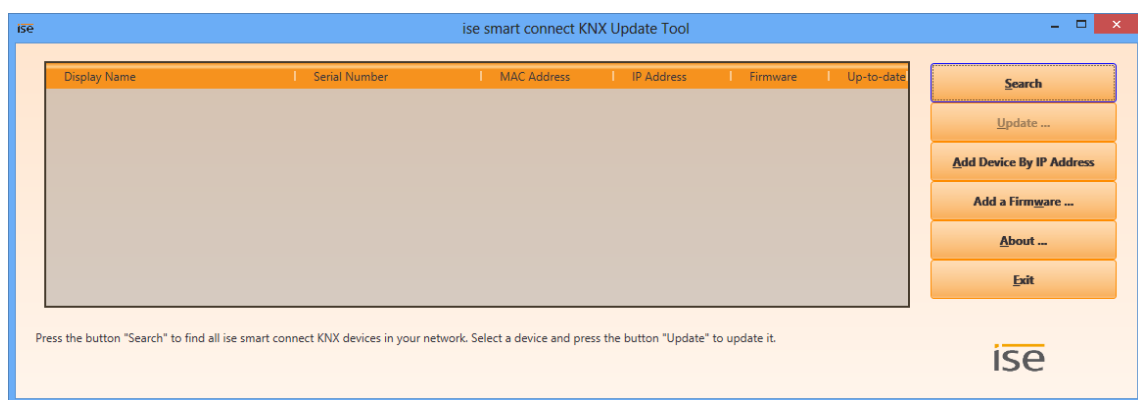 ise
ise smart connect KNX Update Tool
Display Name Serial Number MAC Address IP Address Firmware Up-to-date
Search
Update ...
Add Device By IP Address
Add a Firmware ...
About ...
Exit
Press the button "Search" to find all ise smart connect KNX devices in your network. Select a device and press the button "Update" to update it.
ise